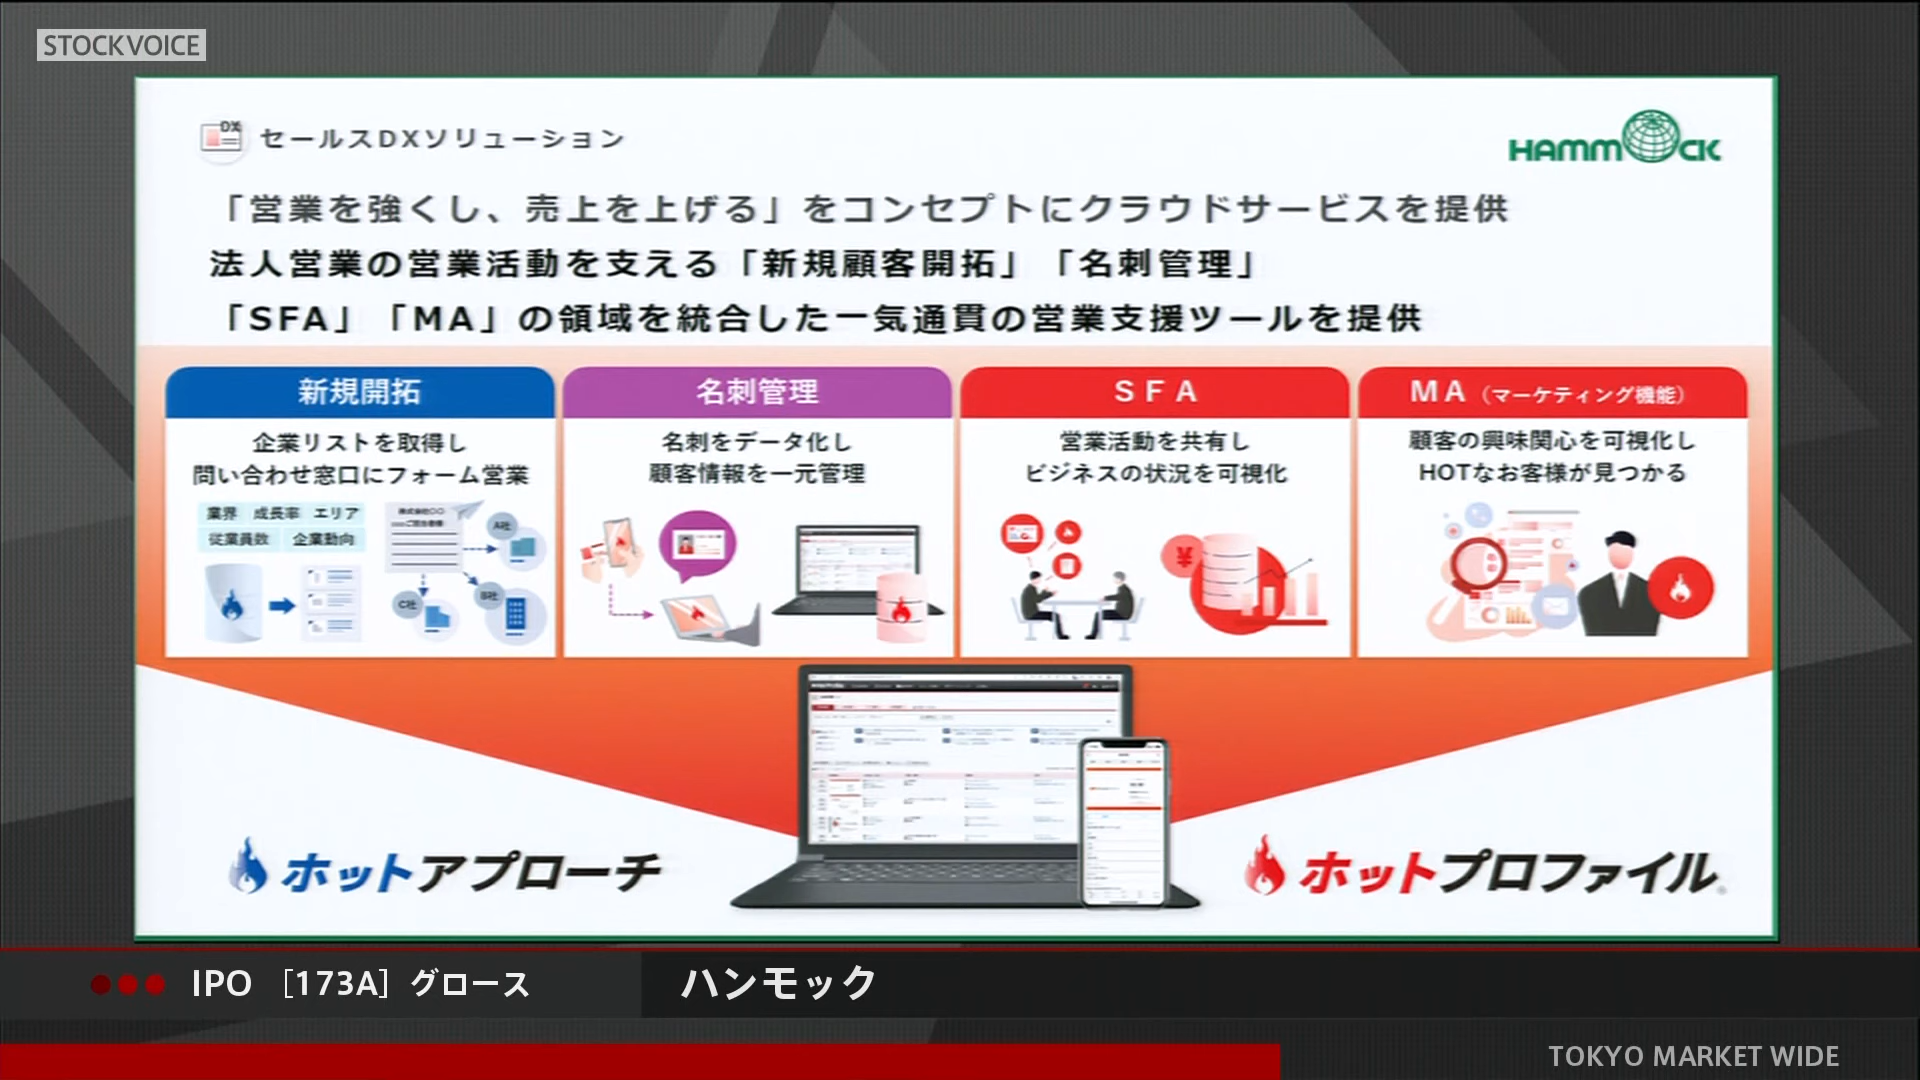 STOCKVOICE
DX セールスDXソリューション
HAMMOCK
「営業を強くし、売上を上げる」をコンセプトにクラウドサービスを提供
法人営業の営業活動を支える「新規顧客開拓」「名刺管理」
「SFA」「MA」の領域を統合した一気通貫の営業支援ツールを提供
新規開拓
企業リストを取得し
問い合わせ窓口にフォーム営業
業界 成長率 エリア
従業員数 企業動向
株式会社〇〇
A社
B社
C社
名刺管理
名刺をデータ化し
顧客情報を一元管理
SFA
営業活動を共有し
ビジネスの状況を可視化
¥
MA（マーケティング機能）
顧客の興味関心を可視化し
HOTなお客様が見つかる
ホットアプローチ
ホットプロファイル®
IPO ［173A］グロース
ハンモック
TOKYO MARKET WIDE